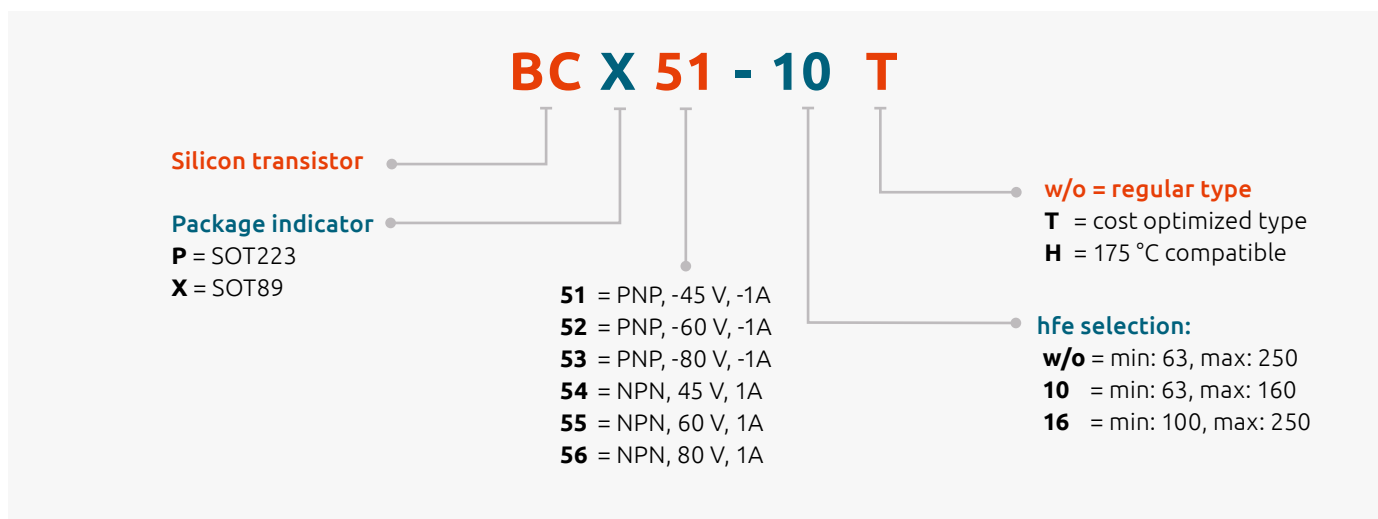 BC X 51 - 10 T
Silicon transistor
Package indicator
P = SOT223
X = SOT89
51 = PNP, -45 V, -1A
52 = PNP, -60 V, -1A
53 = PNP, -80 V, -1A
54 = NPN, 45 V, 1A
55 = NPN, 60 V, 1A
56 = NPN, 80 V, 1A
w/o = regular type
T = cost optimized type
H = 175 °C compatible
hfe selection:
w/o = min: 63, max: 250
10 = min: 63, max: 160
16 = min: 100, max: 250